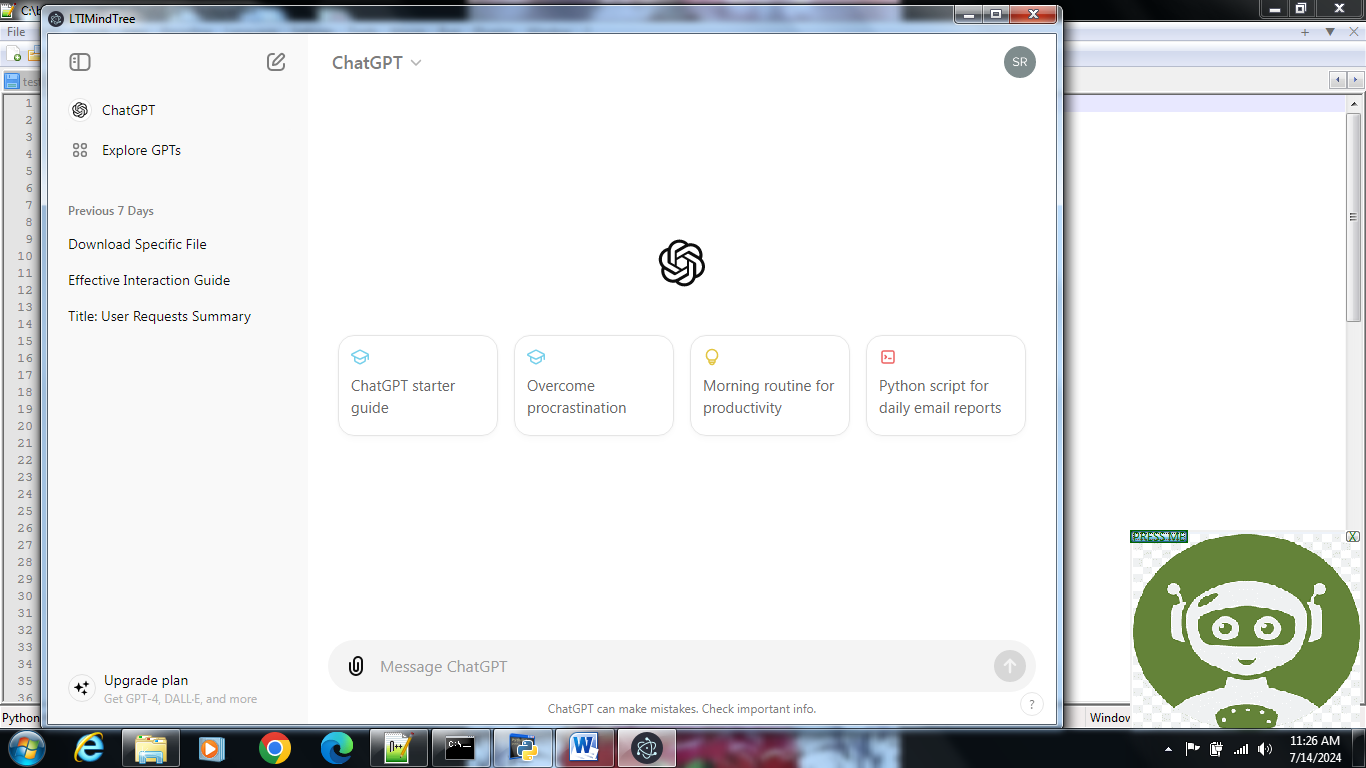 C:\
LTIMindTree
File
ChatGPT
SR
ChatGPT
Explore GPTs
Previous 7 Days
Download Specific File
Effective Interaction Guide
Title: User Requests Summary
ChatGPT starter
guide
Overcome
procrastination
Morning routine for
productivity
Python script for
daily email reports
Upgrade plan
Get GPT-4, DALL·E, and more
Message ChatGPT
ChatGPT can make mistakes. Check important info.
?
1
2
3
4
5
6
7
8
9
10
11
12
13
14
15
16
17
18
19
20
21
22
23
24
25
26
27
28
29
30
31
32
33
34
35
36
PRESS ME
X
Python
Window
11:26 AM
7/14/2024